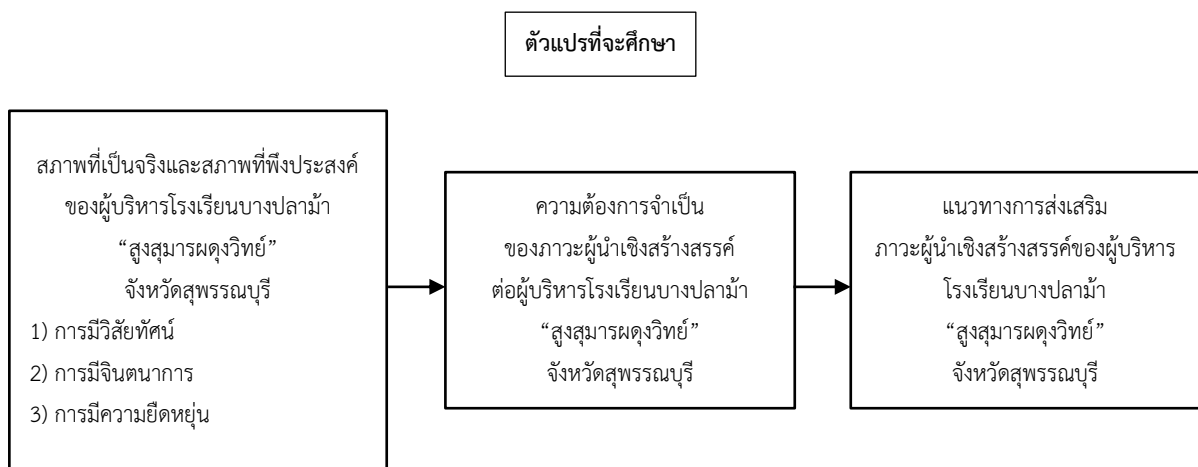 ตัวแปรที่จะศึกษา
สภาพที่เป็นจริงและสภาพที่พึงประสงค์
ของผู้บริหารโรงเรียนบางปลาม้า
“สูงสุมารผดุงวิทย์”
จังหวัดสุพรรณบุรี
1) การมีวิสัยทัศน์
2) การมีจินตนาการ
3) การมีความยืดหยุ่น
ความต้องการจำเป็น
ของภาวะผู้นำเชิงสร้างสรรค์
ต่อผู้บริหารโรงเรียนบางปลาม้า
“สูงสุมารผดุงวิทย์”
จังหวัดสุพรรณบุรี
แนวทางการส่งเสริม
ภาวะผู้นำเชิงสร้างสรรค์ของผู้บริหาร
โรงเรียนบางปลาม้า
“สูงสุมารผดุงวิทย์”
จังหวัดสุพรรณบุรี